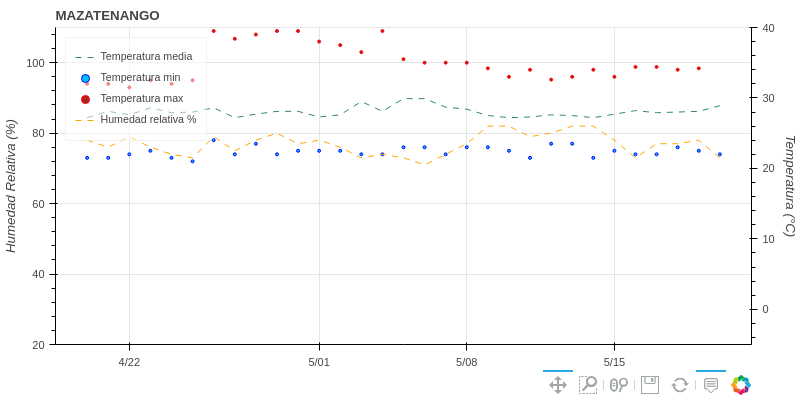 MAZATENANGO
Temperatura media
Temperatura min
Temperatura max
Humedad relativa %
Humedad Relativa (%)
100
80
60
40
20
Temperatura (°C)
40
30
20
10
0
4/22
5/01
5/08
5/15